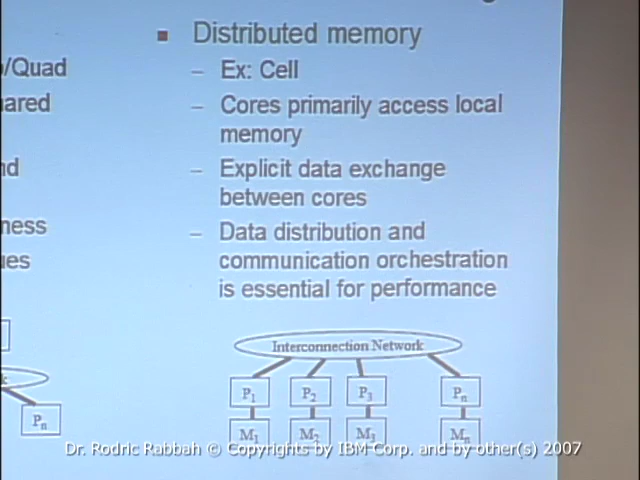 Distributed memory
/Quad
– Ex: Cell
ared
– Cores primarily access local
memory
nd
– Explicit data exchange
between cores
ness
– Data distribution and
ues
communication orchestration
is essential for performance
Interconnection Network
k
P1 P2 P3 Pn
Pn
M1 M2 M3 Mn
Dr. Rodric Rabbah © Copyrights by IBM Corp. and by other(s) 2007